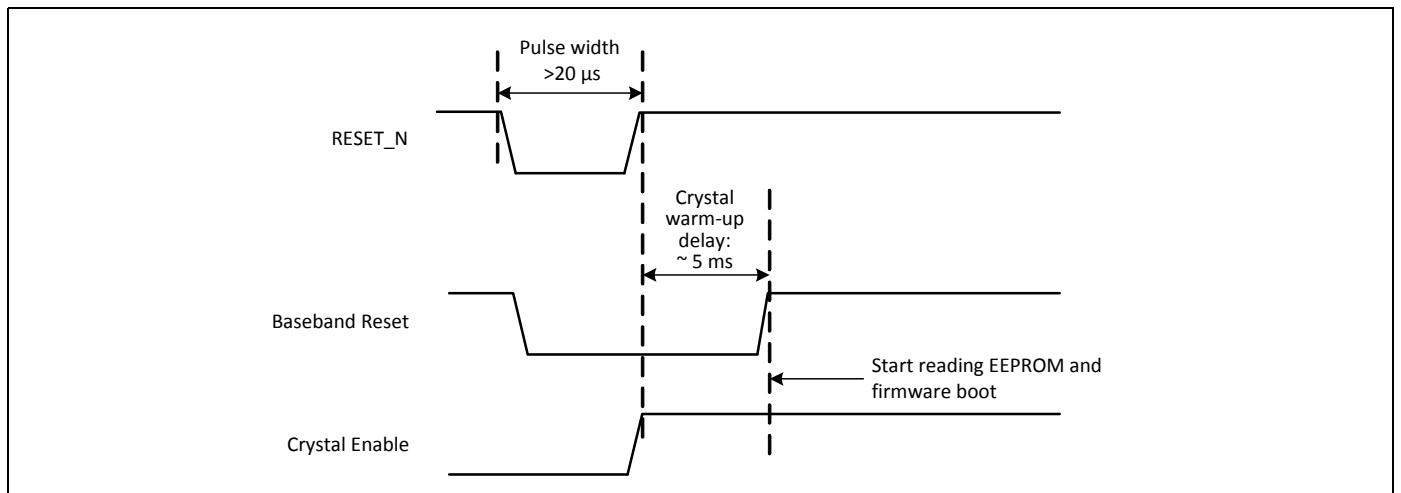 Pulse width
>20 µs
RESET_N
Crystal
warm-up
delay:
~ 5 ms
Baseband Reset
Start reading EEPROM and
firmware boot
Crystal Enable